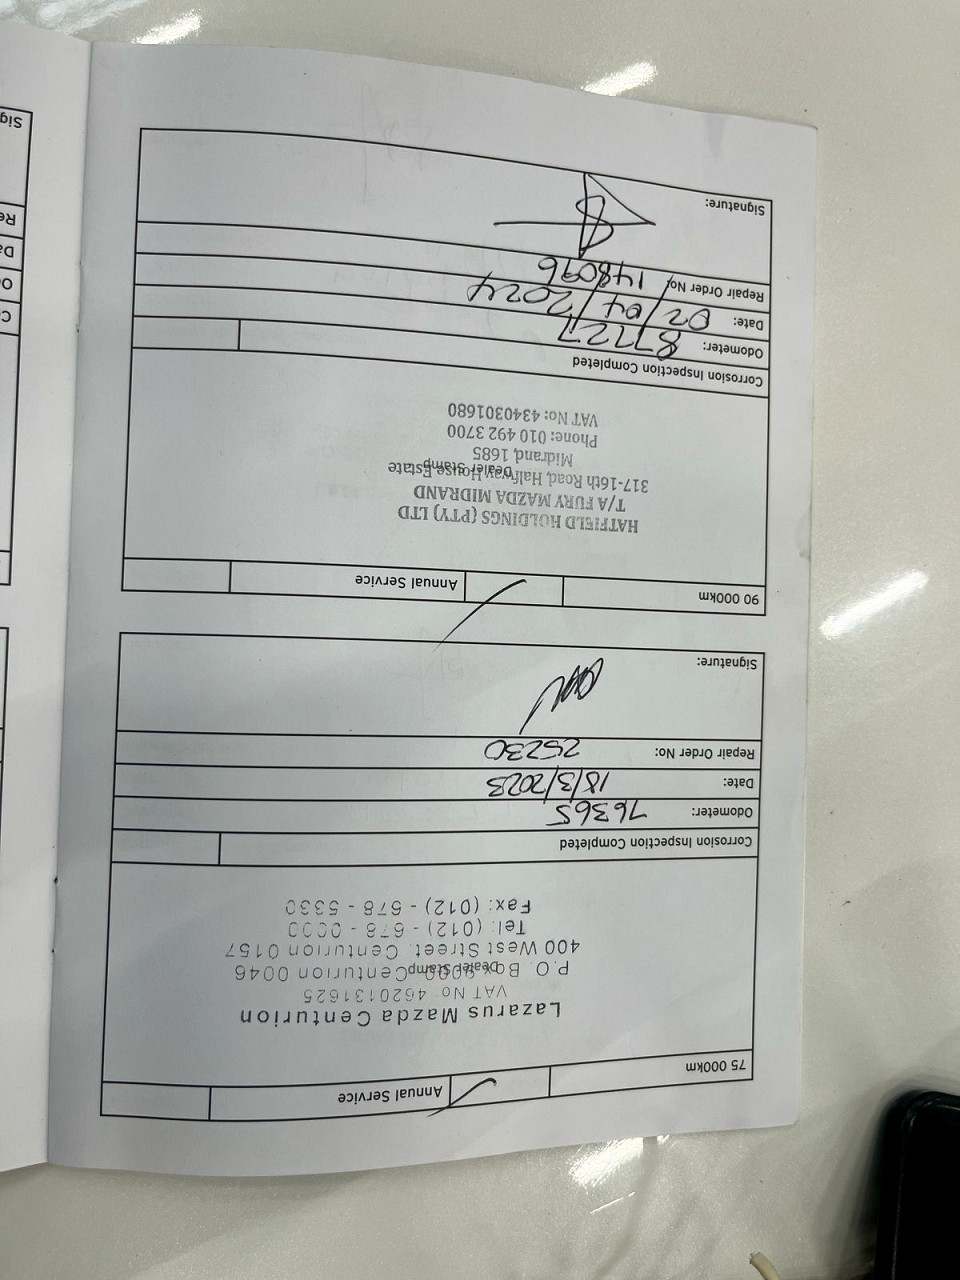 75 000km
Annual Service
Lazarus Mazda Centurion
VAT No 4620131625
P.O. Box 9000 Centurion 0046
Dealer Stamp
400 West Street, Centurion 0157
Tel: (012) - 678 - 0000
Fax: (012) - 678 - 5330
Corrosion Inspection Completed
Odometer: 76365
Date: 18/3/2023
Repair Order No: 25230
Signature:
90 000km
Annual Service
HATFIELD HOLDINGS (PTY) LTD
T/A FURY MAZDA MIDRAND
317-16th Road, Halfway House Estate
Dealer Stamp
Midrand, 1685
Phone: 010 492 3700
VAT No: 4340301680
Corrosion Inspection Completed
Odometer: 87727
Date: 02/04/2024
Repair Order No: 148096
Signature:
Sig
Re
Da